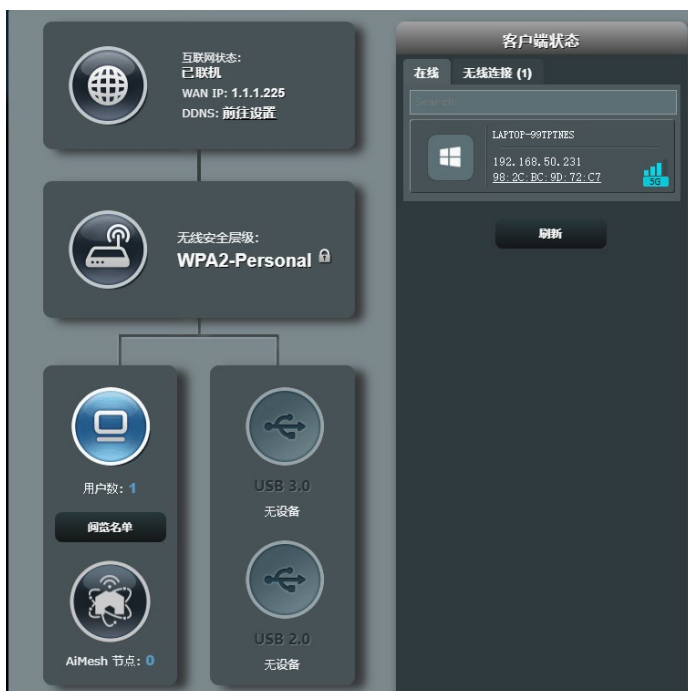 互联网状态:
已联机
WAN IP: 1.1.1.225
DDNS: 前往设置
无线安全层级:
WPA2-Personal
用户数: 1
阅览名单
AiMesh 节点: 0
USB 3.0
无设备
USB 2.0
无设备
客户端状态
在线 无线连接 (1)
Search
LAPTOP-99TPTNES
192.168.50.231
98:2C:BC:9D:72:C7
5G
刷新